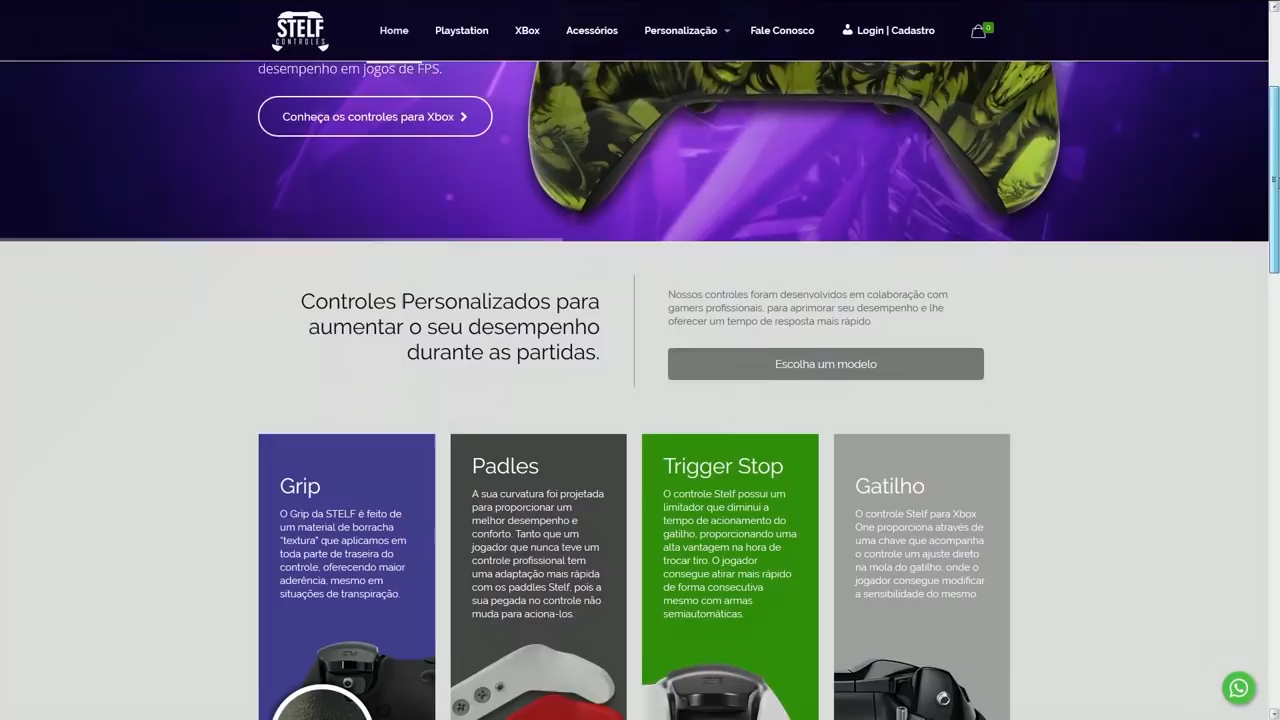 STELF
CONTROLES
Home
Playstation
XBox
Acessórios
Personalização
Fale Conosco
Login | Cadastro
0
desempenho em jogos de FPS.
Conheça os controles para Xbox
Controles Personalizados para
aumentar o seu desempenho
durante as partidas.
Nossos controles foram desenvolvidos em colaboração com
gamers profissionais, para aprimorar seu desempenho e lhe
oferecer um tempo de resposta mais rápido.
Escolha um modelo
Grip
O Grip da STELF é feito de
um material de borracha
"textura" que aplicamos em
toda parte de traseira do
controle, oferecendo maior
aderência, mesmo em
situações de transpiração.
Padles
A sua curvatura foi projetada
para proporcionar um
melhor desempenho e
conforto. Tanto que um
jogador que nunca teve um
controle profissional tem
uma adaptação mais rápida
com os paddles Stelf, pois a
sua pegada no controle não
muda para aciona-los.
Trigger Stop
O controle Stelf possui um
limitador que diminui a
tempo de acionamento do
gatilho, proporcionando uma
alta vantagem na hora de
trocar tiro. O jogador
consegue atirar mais rápido
de forma consecutiva
mesmo com armas
semiautomáticas.
Gatilho
O controle Stelf para Xbox
One proporciona através de
uma chave que acompanha
o controle um ajuste direto
na mola do gatilho, onde o
jogador consegue modificar
a sensibilidade do mesmo.